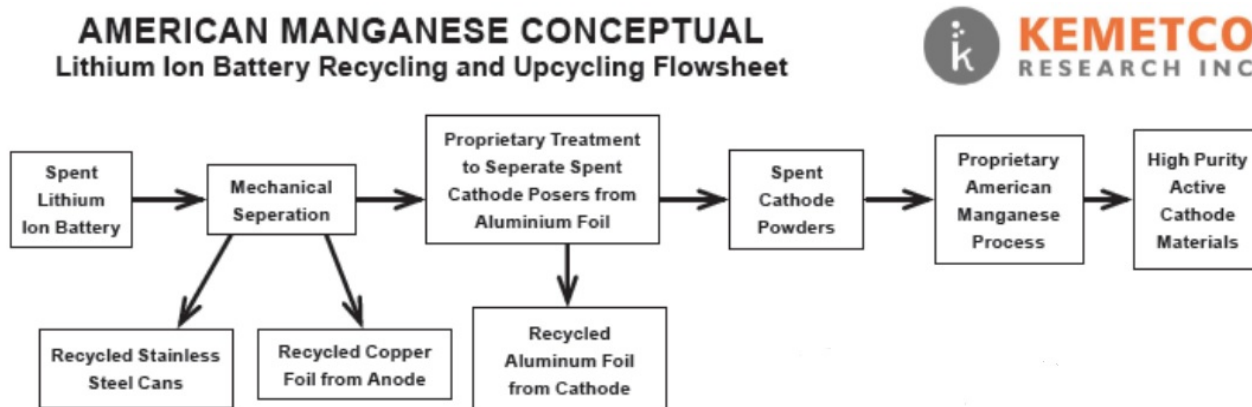 AMERICAN MANGANESE CONCEPTUAL
Lithium Ion Battery Recycling and Upcycling Flowsheet
k
KEMETCO
RESEARCH INC
Spent
Lithium
Ion Battery
Mechanical
Seperation
Proprietary Treatment
to Seperate Spent
Cathode Posers from
Aluminium Foil
Spent
Cathode
Powders
Proprietary
American
Manganese
Process
High Purity
Active
Cathode
Materials
Recycled Stainless
Steel Cans
Recycled Copper
Foil from Anode
Recycled
Aluminum Foil
from Cathode